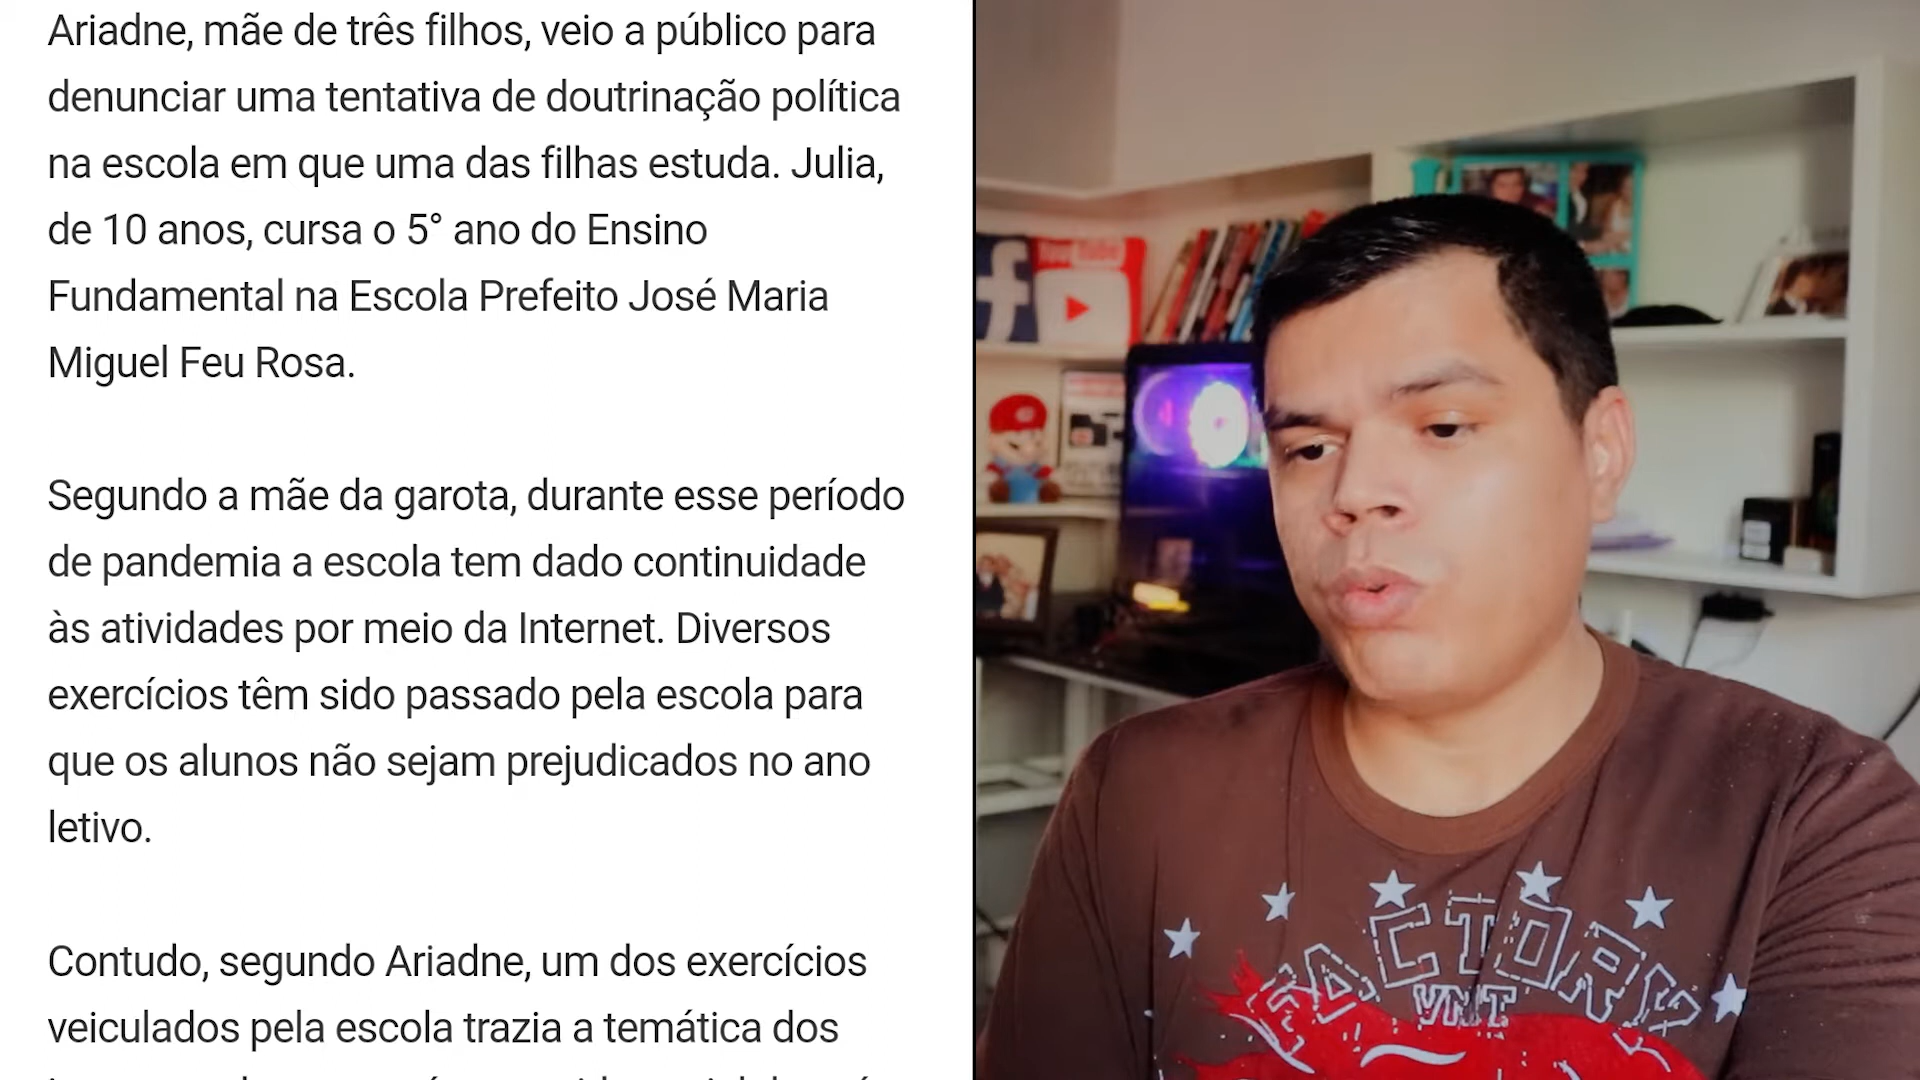 Ariadne, mãe de três filhos, veio a público para
denunciar uma tentativa de doutrinação política
na escola em que uma das filhas estuda. Julia,
de 10 anos, cursa o 5° ano do Ensino
Fundamental na Escola Prefeito José Maria
Miguel Feu Rosa.
Segundo a mãe da garota, durante esse período
de pandemia a escola tem dado continuidade
às atividades por meio da Internet. Diversos
exercícios têm sido passado pela escola para
que os alunos não sejam prejudicados no ano
letivo.
Contudo, segundo Ariadne, um dos exercícios
veiculados pela escola trazia a temática dos
YouTube
FACTORY
VNT